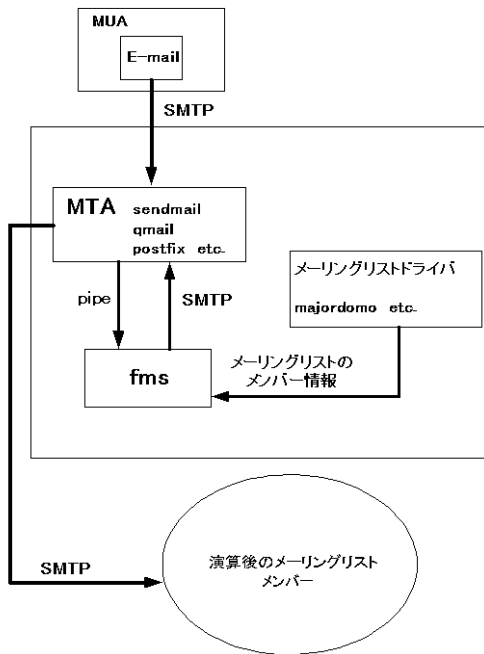 MUA
E-mail
SMTP
MTA sendmail
qmail
postfix etc.
メーリングリストドライバ
majordomo etc.
pipe
SMTP
fms
メーリングリストの
メンバー情報
SMTP
演算後のメーリングリスト
メンバー